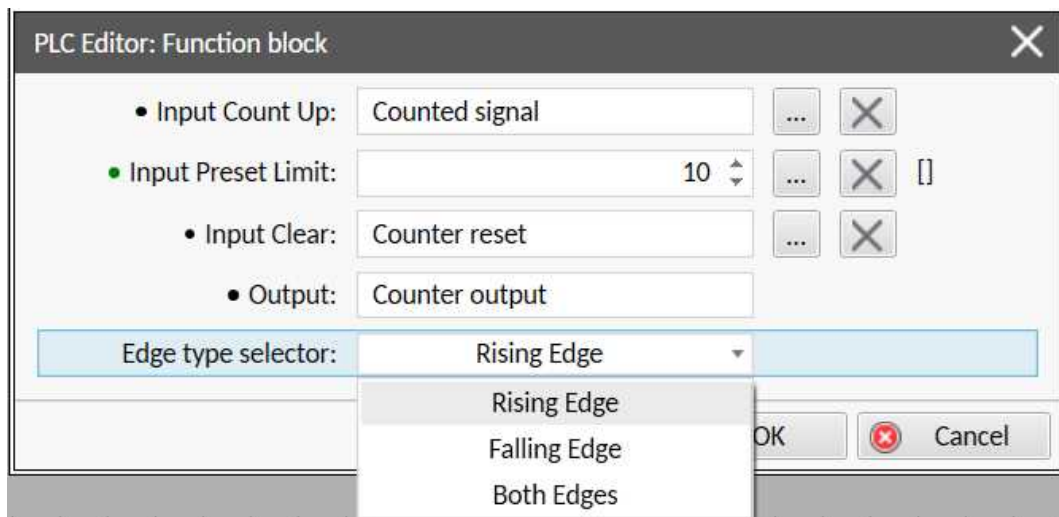 PLC Editor: Function block
• Input Count Up: Counted signal ...
• Input Preset Limit: 10 ... []
• Input Clear: Counter reset ...
• Output: Counter output
Edge type selector: Rising Edge
Rising Edge
OK Cancel
Falling Edge
Both Edges